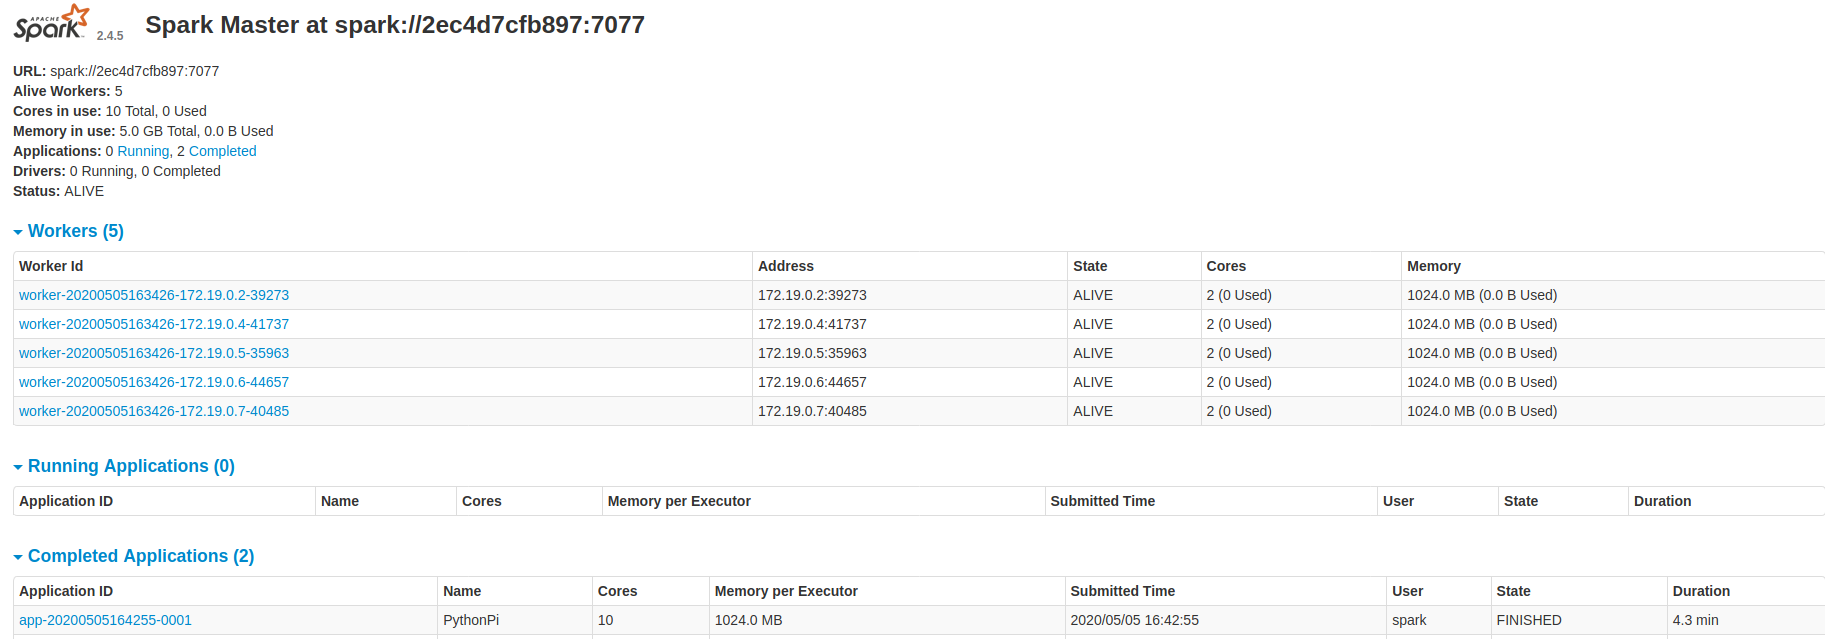 APACHE
Spark 2.4.5 Spark Master at spark://2ec4d7cfb897:7077
URL: spark://2ec4d7cfb897:7077
Alive Workers: 5
Cores in use: 10 Total, 0 Used
Memory in use: 5.0 GB Total, 0.0 B Used
Applications: 0 Running, 2 Completed
Drivers: 0 Running, 0 Completed
Status: ALIVE
Workers (5)
Worker Id Address State Cores Memory
worker-20200505163426-172.19.0.2-39273 172.19.0.2:39273 ALIVE 2 (0 Used) 1024.0 MB (0.0 B Used)
worker-20200505163426-172.19.0.4-41737 172.19.0.4:41737 ALIVE 2 (0 Used) 1024.0 MB (0.0 B Used)
worker-20200505163426-172.19.0.5-35963 172.19.0.5:35963 ALIVE 2 (0 Used) 1024.0 MB (0.0 B Used)
worker-20200505163426-172.19.0.6-44657 172.19.0.6:44657 ALIVE 2 (0 Used) 1024.0 MB (0.0 B Used)
worker-20200505163426-172.19.0.7-40485 172.19.0.7:40485 ALIVE 2 (0 Used) 1024.0 MB (0.0 B Used)
Running Applications (0)
Application ID Name Cores Memory per Executor Submitted Time User State Duration
Completed Applications (2)
Application ID Name Cores Memory per Executor Submitted Time User State Duration
app-20200505164255-0001 PythonPi 10 1024.0 MB 2020/05/05 16:42:55 spark FINISHED 4.3 min